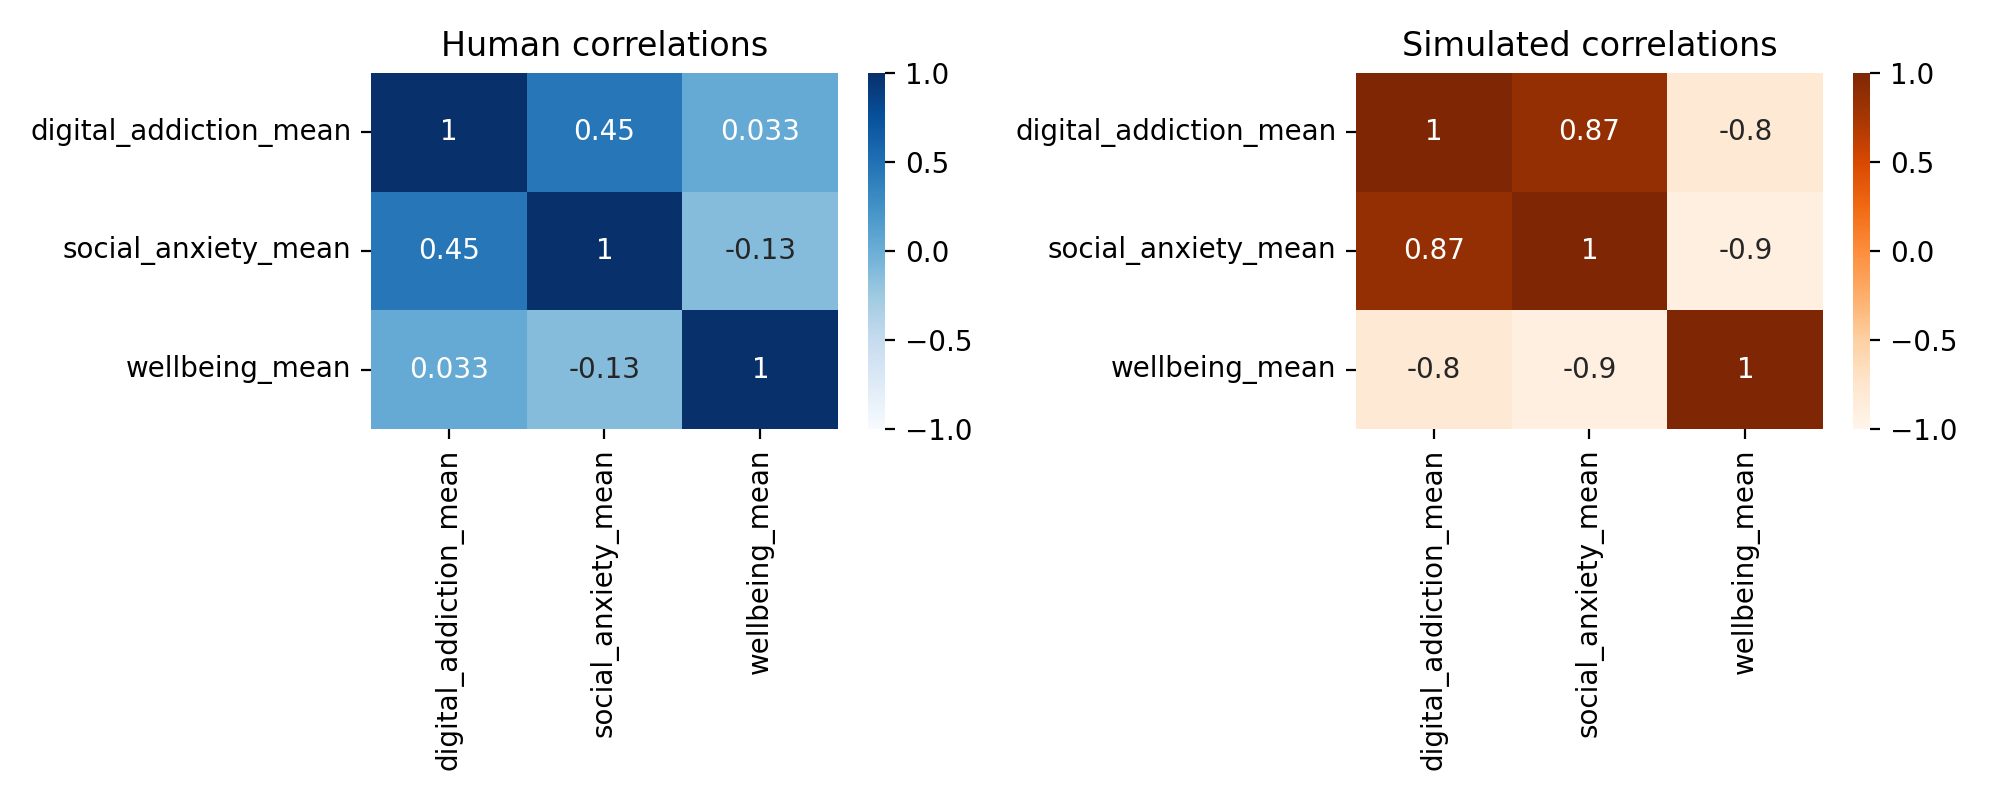 Human correlations
digital_addiction_mean
social_anxiety_mean
wellbeing_mean
1 0.45 0.033
0.45 1 -0.13
0.033 -0.13 1
1.0
0.5
0.0
−0.5
−1.0
digital_addiction_mean
social_anxiety_mean
wellbeing_mean
Simulated correlations
digital_addiction_mean
social_anxiety_mean
wellbeing_mean
1 0.87 -0.8
0.87 1 -0.9
-0.8 -0.9 1
1.0
0.5
0.0
−0.5
−1.0
digital_addiction_mean
social_anxiety_mean
wellbeing_mean